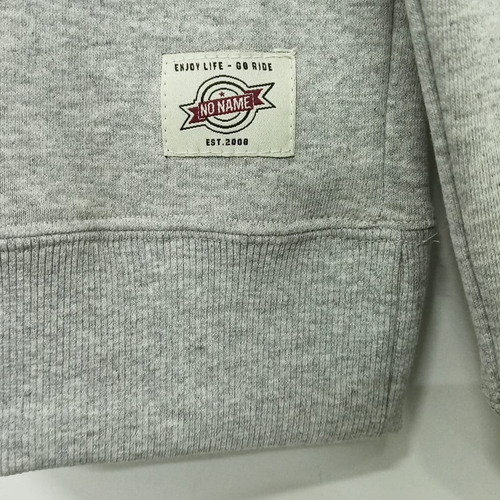 ENJOY LIFE - GO RIDE
NO NAME
EST.2008